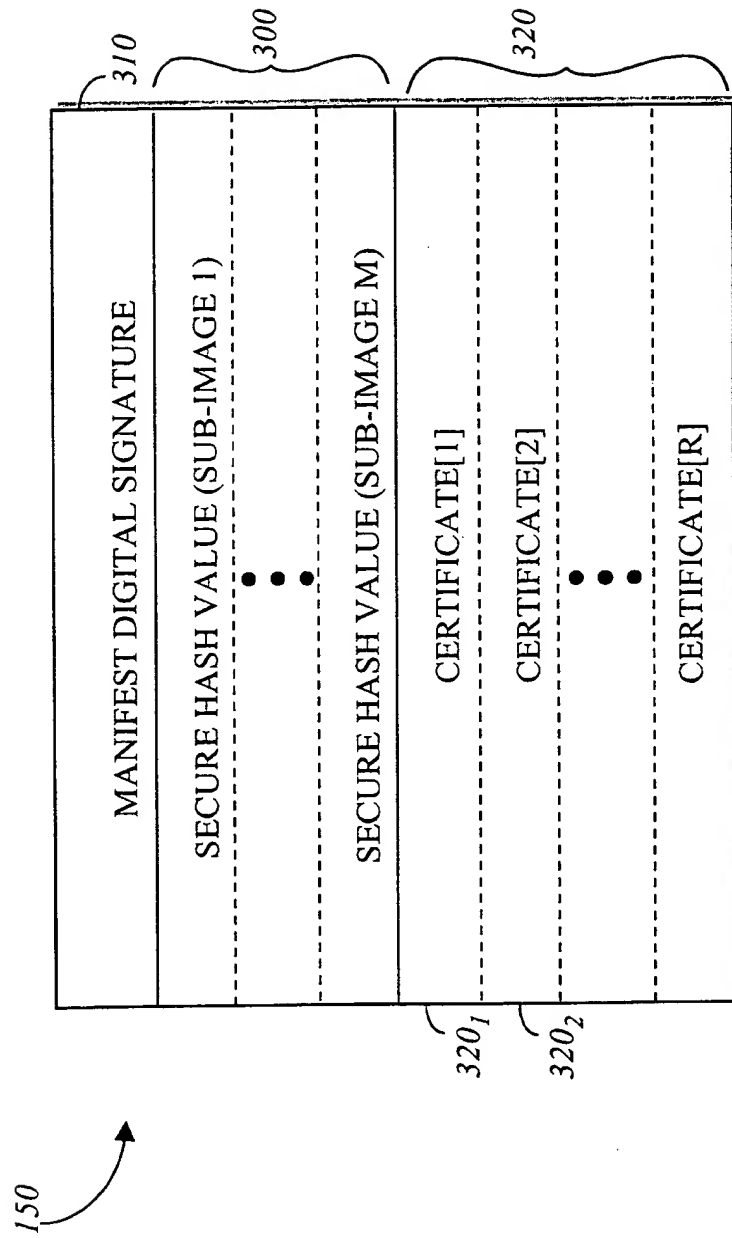 150
MANIFEST DIGITAL SIGNATURE
310
SECURE HASH VALUE (SUB-IMAGE 1)
300
SECURE HASH VALUE (SUB-IMAGE M)
320₁
CERTIFICATE[1]
320
320₂
CERTIFICATE[2]
CERTIFICATE[R]